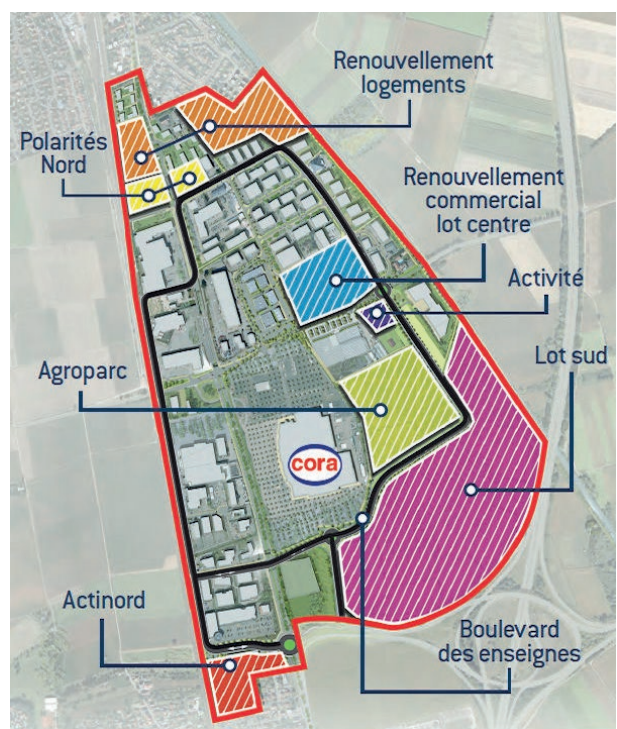 Renouvellement
logements
Polarités
Nord
Renouvellement
commercial
lot centre
Activité
Lot sud
Agroparc
cora
Actinord
Boulevard
des enseignes